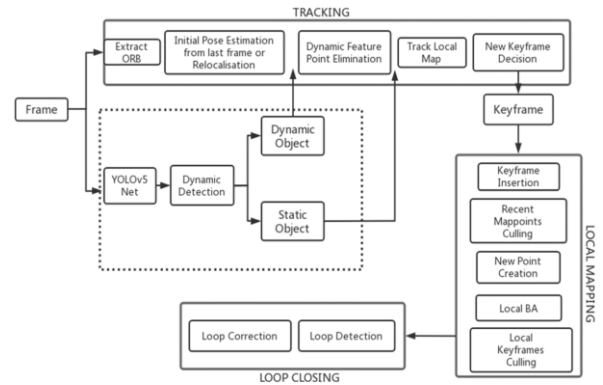 TRACKING
Extract
ORB
Initial Pose Estimation
from last frame or
Relocalisation
Dynamic Feature
Point Elimination
Track Local
Map
New Keyframe
Decision
Frame
Keyframe
Dynamic
Object
YOLOv5
Net
Dynamic
Detection
Static
Object
Keyframe
Insertion
Recent
Mappoints
Culling
New Point
Creation
Local BA
Local
Keyframes
Culling
LOCAL MAPPING
Loop Correction
Loop Detection
LOOP CLOSING